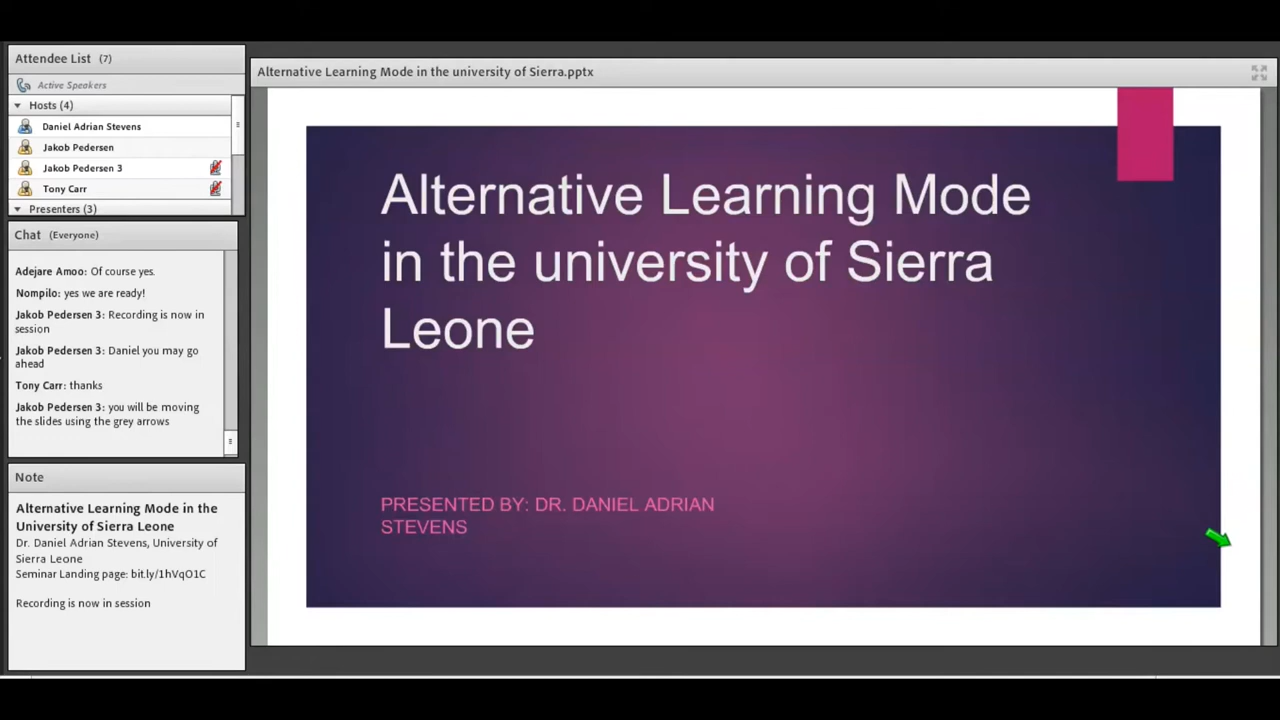 Attendee List (7)
Active Speakers
Hosts (4)
Daniel Adrian Stevens
Jakob Pedersen
Jakob Pedersen 3
Tony Carr
Presenters (3)
Chat (Everyone)
Adejare Amoo: Of course yes.
Nompilo: yes we are ready!
Jakob Pedersen 3: Recording is now in
session
Jakob Pedersen 3: Daniel you may go
ahead
Tony Carr: thanks
Jakob Pedersen 3: you will be moving
the slides using the grey arrows
Note
Alternative Learning Mode in the
University of Sierra Leone
Dr. Daniel Adrian Stevens, University of
Sierra Leone
Seminar Landing page: bit.ly/1hVqO1C
Recording is now in session
Alternative Learning Mode in the university of Sierra.pptx
Alternative Learning Mode
in the university of Sierra
Leone
PRESENTED BY: DR. DANIEL ADRIAN
STEVENS